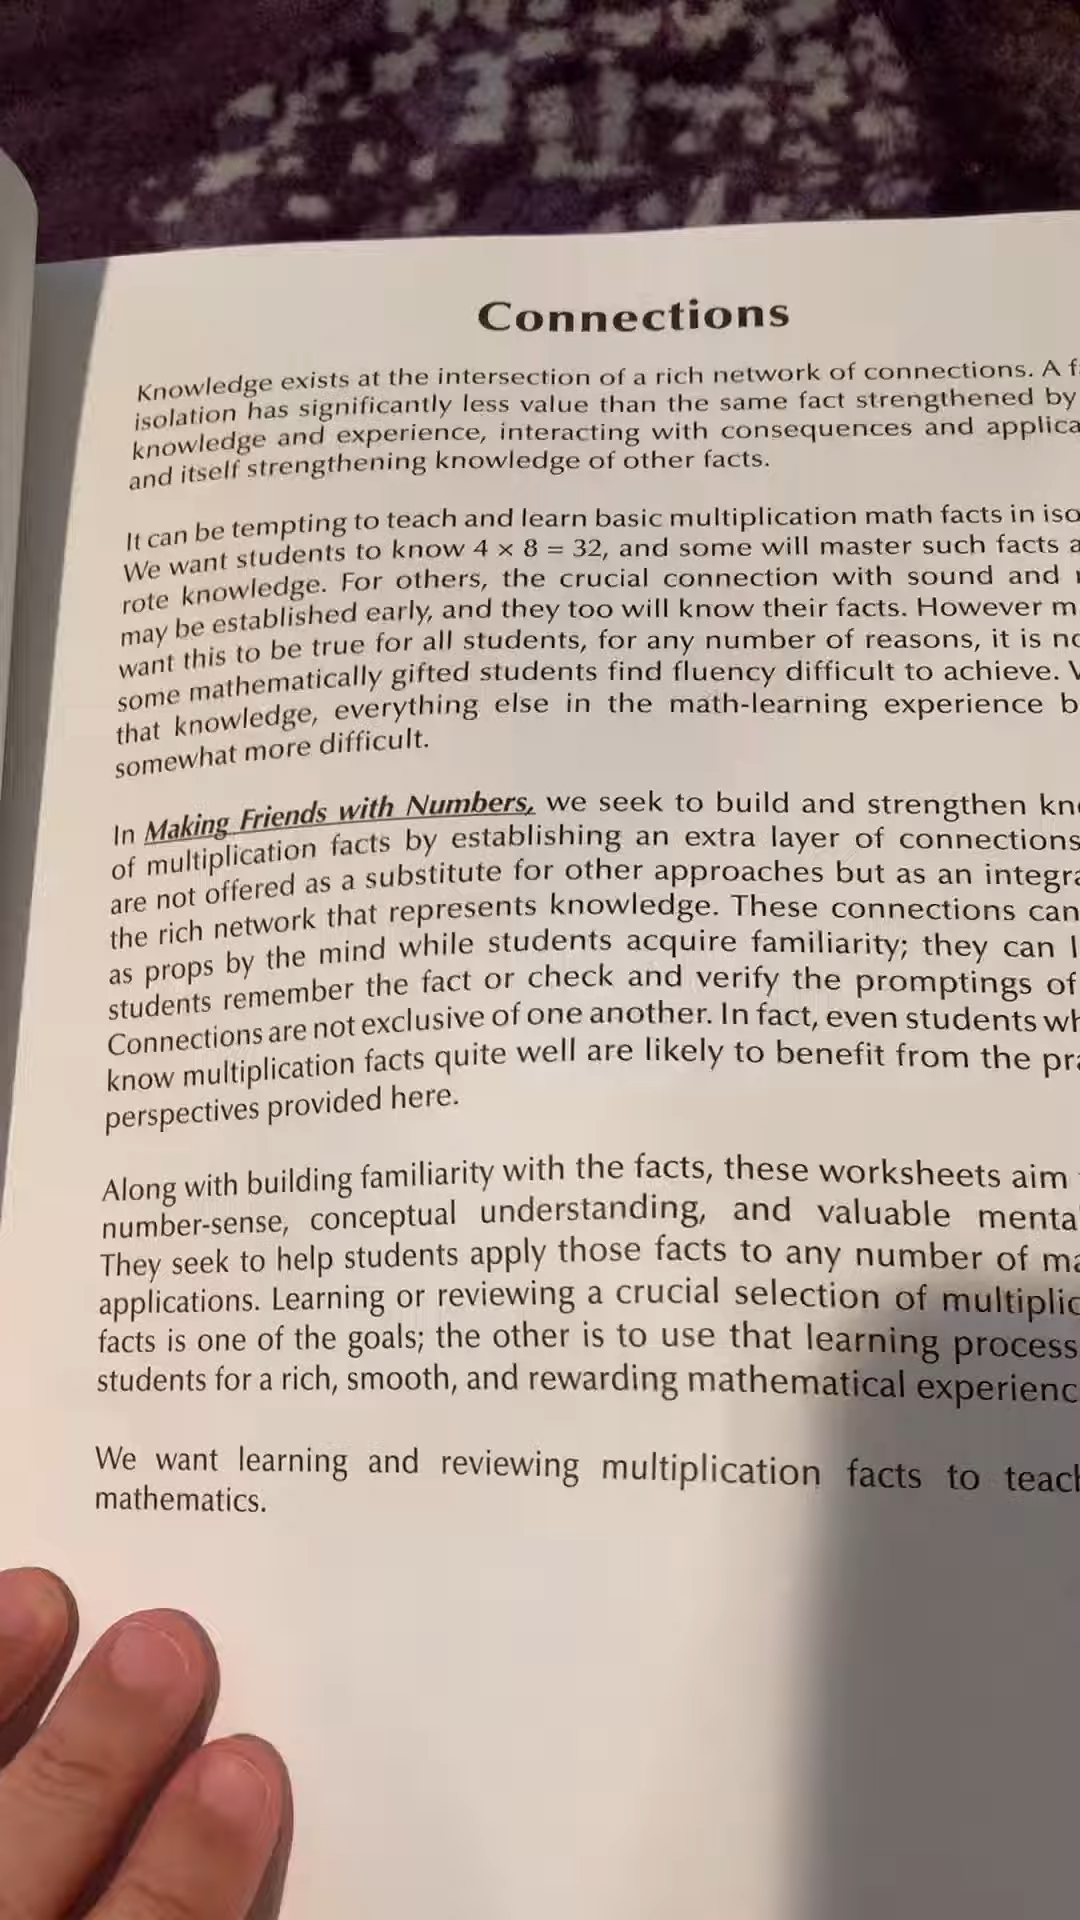 Connections
Knowledge exists at the intersection of a rich network of connections. A
isolation has significantly less value than the same fact strengthened by
knowledge and experience, interacting with consequences and applica
and itself strengthening knowledge of other facts.
It can be tempting to teach and learn basic multiplication math facts in iso
We want students to know 4 × 8 = 32, and some will master such facts a
rote knowledge. For others, the crucial connection with sound and
may be established early, and they too will know their facts. However m
want this to be true for all students, for any number of reasons, it is no
some mathematically gifted students find fluency difficult to achieve.
that knowledge, everything else in the math-learning experience b
somewhat more difficult.
In Making Friends with Numbers, we seek to build and strengthen kn
of multiplication facts by establishing an extra layer of connections
are not offered as a substitute for other approaches but as an integra
the rich network that represents knowledge. These connections can
as props by the mind while students acquire familiarity; they can
students remember the fact or check and verify the promptings of
Connections are not exclusive of one another. In fact, even students wh
know multiplication facts quite well are likely to benefit from the pra
perspectives provided here.
Along with building familiarity with the facts, these worksheets aim
number-sense, conceptual understanding, and valuable menta
They seek to help students apply those facts to any number of ma
applications. Learning or reviewing a crucial selection of multiplic
facts is one of the goals; the other is to use that learning process
students for a rich, smooth, and rewarding mathematical experienc
We want learning and reviewing multiplication facts to teach
mathematics.